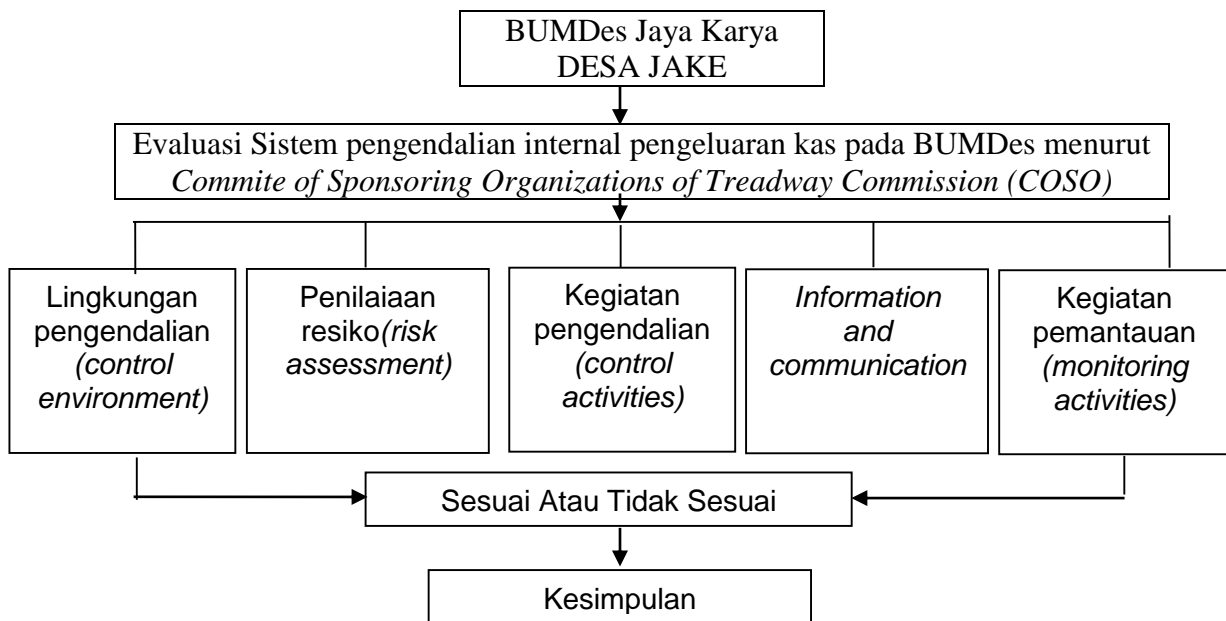 BUMDes Jaya Karya
DESA JAKE
Evaluasi Sistem pengendalian internal pengeluaran kas pada BUMDes menurut
Commite of Sponsoring Organizations of Treadway Commission (COSO)
Lingkungan
pengendalian
(control
environment)
Penilaiaan
resiko(risk
assessment)
Kegiatan
pengendalian
(control
activities)
Information
and
communication
Kegiatan
pemantauan
(monitoring
activities)
Sesuai Atau Tidak Sesuai
Kesimpulan